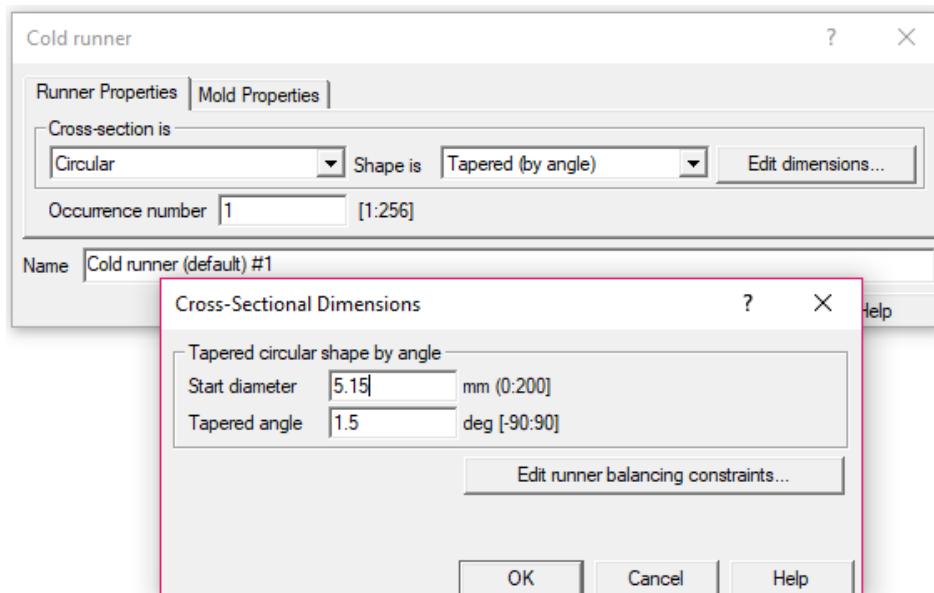 Cold runner ?
Runner Properties Mold Properties
Cross-section is
Circular Shape is Tapered (by angle) Edit dimensions...
Occurrence number 1 [1:256]
Name Cold runner (default) #1
Help
Cross-Sectional Dimensions ?
Tapered circular shape by angle
Start diameter 5.15 mm (0:200]
Tapered angle 1.5 deg [-90:90]
Edit runner balancing constraints...
OK Cancel Help